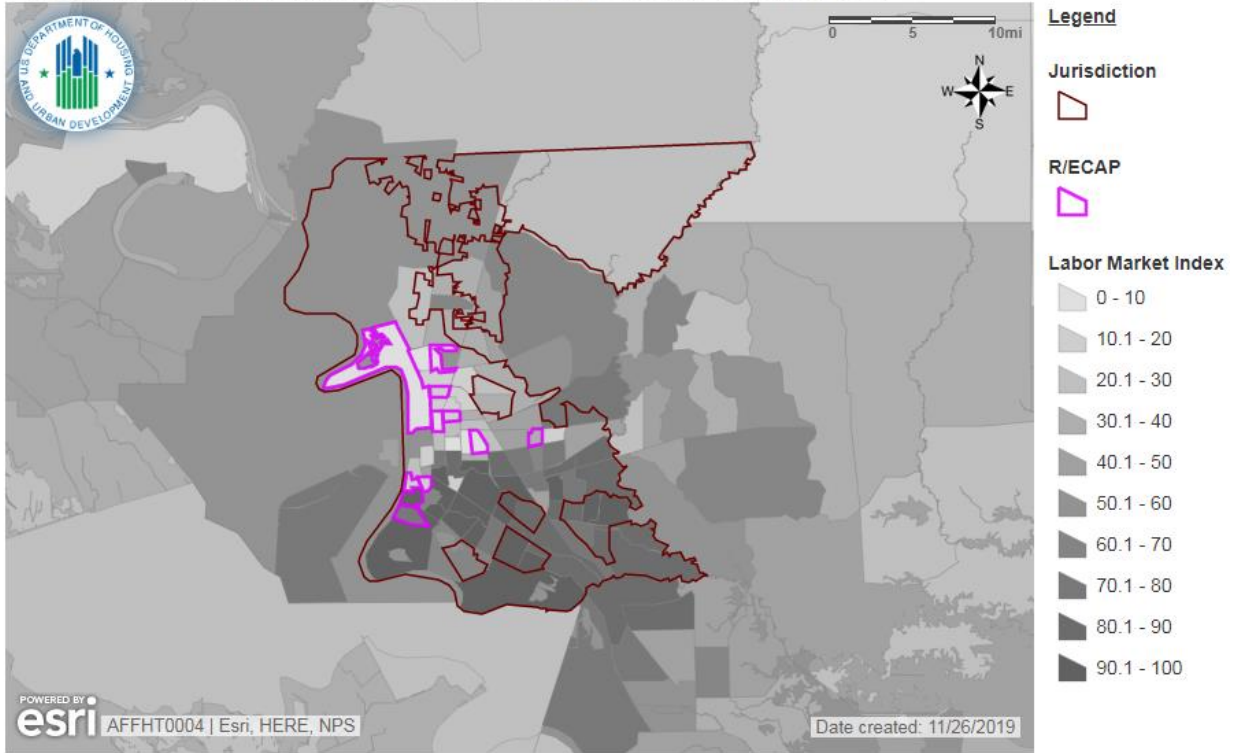 U.S. DEPARTMENT OF HOUSING
AND URBAN DEVELOPMENT
0 5 10mi
N
W E
S
Legend
Jurisdiction
R/ECAP
Labor Market Index
0 - 10
10.1 - 20
20.1 - 30
30.1 - 40
40.1 - 50
50.1 - 60
60.1 - 70
70.1 - 80
80.1 - 90
90.1 - 100
POWERED BY
esri
AFFHT0004 | Esri, HERE, NPS
Date created: 11/26/2019